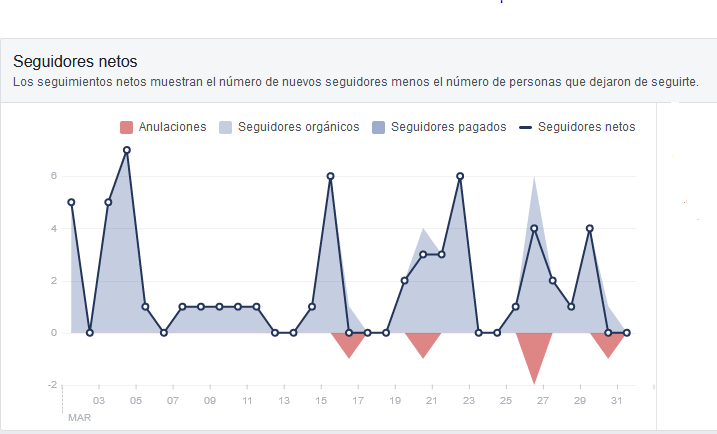 Seguidores netos
Los seguimientos netos muestran el número de nuevos seguidores menos el número de personas que dejaron de seguirte.
Anulaciones Seguidores orgánicos Seguidores pagados Seguidores netos
6
4
2
0
-2
03 05 07 09 11 13 15 17 19 21 23 25 27 29 31
MAR